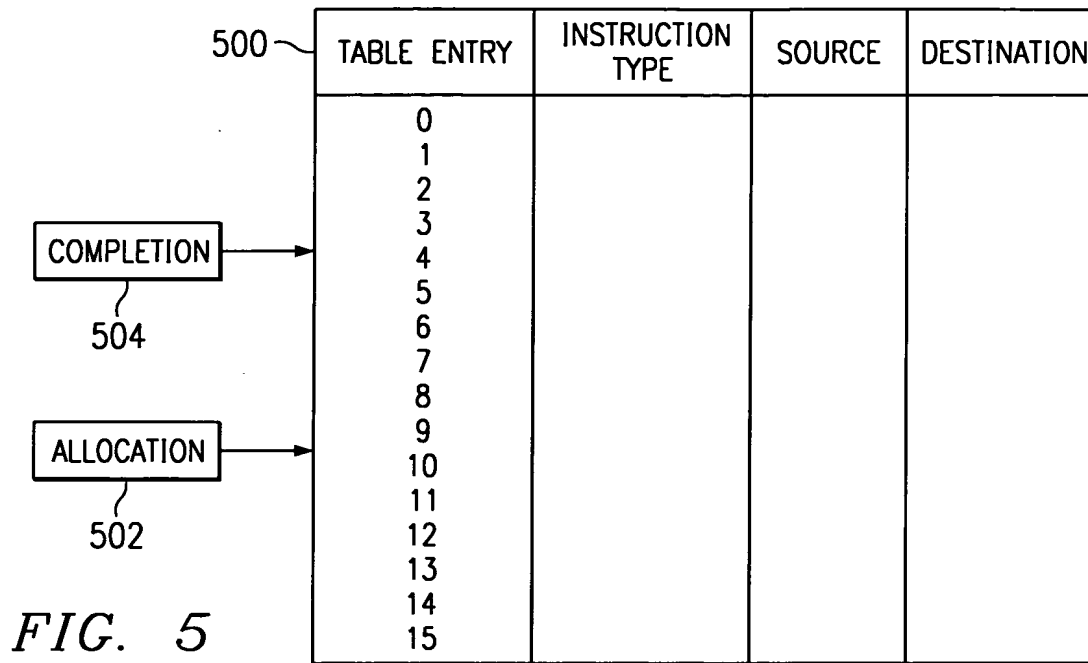 500
TABLE ENTRY
INSTRUCTION
TYPE
SOURCE
DESTINATION
0
1
2
3
COMPLETION
4
5
504
6
7
8
9
ALLOCATION
10
11
502
12
13
14
15
FIG. 5